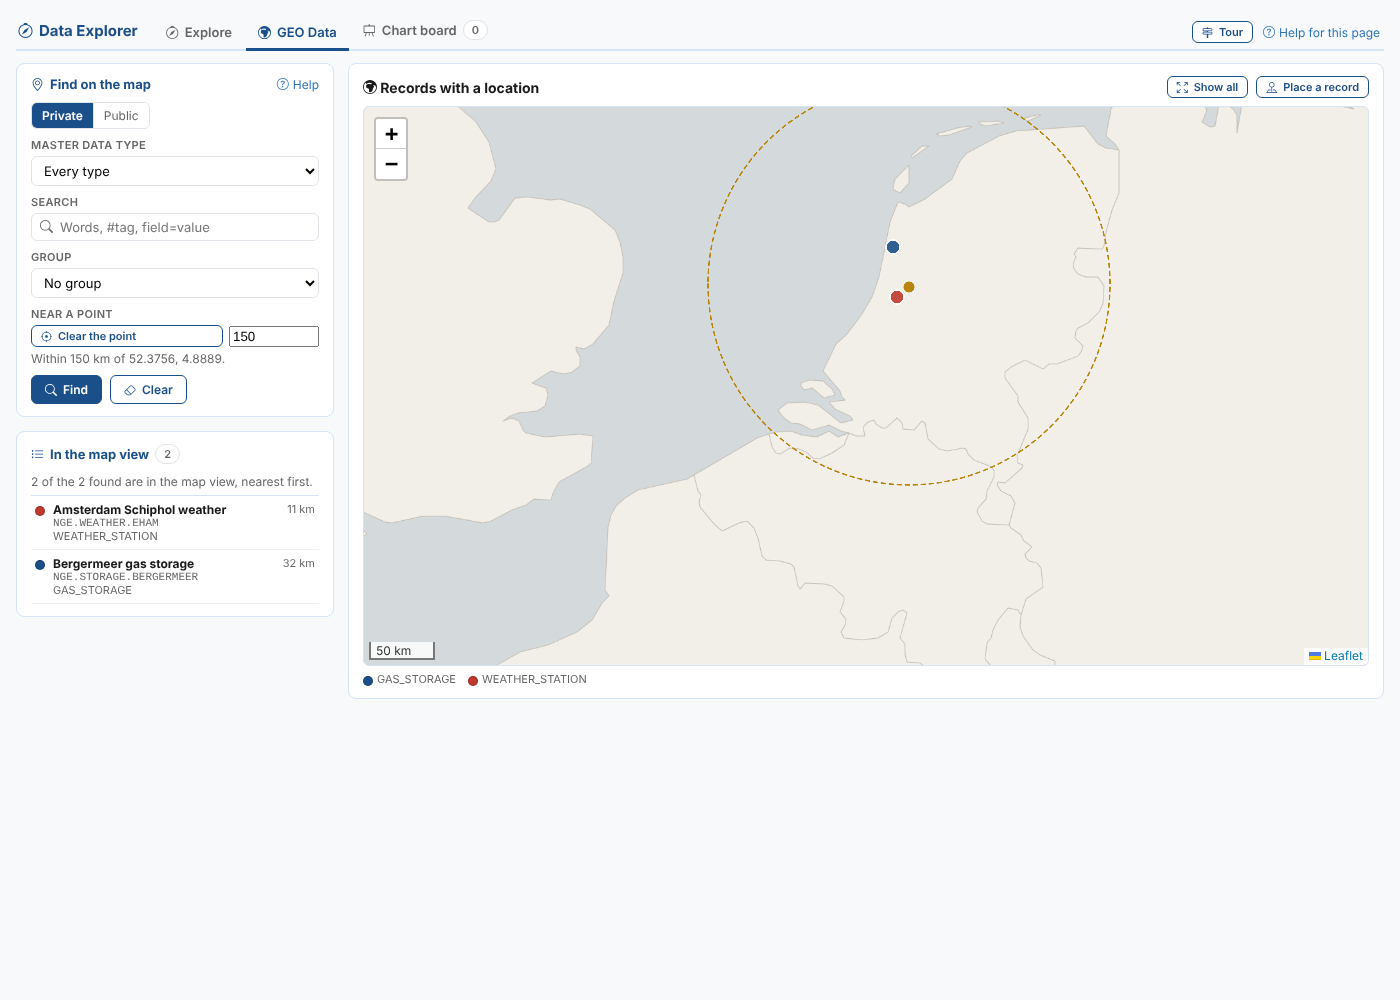 Data Explorer
Explore
GEO Data
Chart board 0
Tour
Help for this page
Find on the map
Help
Private
Public
MASTER DATA TYPE
Every type
SEARCH
Words, #tag, field=value
GROUP
No group
NEAR A POINT
Clear the point
150
Within 150 km of 52.3756, 4.8889.
Find
Clear
In the map view 2
2 of the 2 found are in the map view, nearest first.
Amsterdam Schiphol weather 11 km
NGE.WEATHER.EHAM
WEATHER_STATION
Bergermeer gas storage 32 km
NGE.STORAGE.BERGERMEER
GAS_STORAGE
Records with a location
Show all
Place a record
+
−
50 km
Leaflet
GAS_STORAGE
WEATHER_STATION